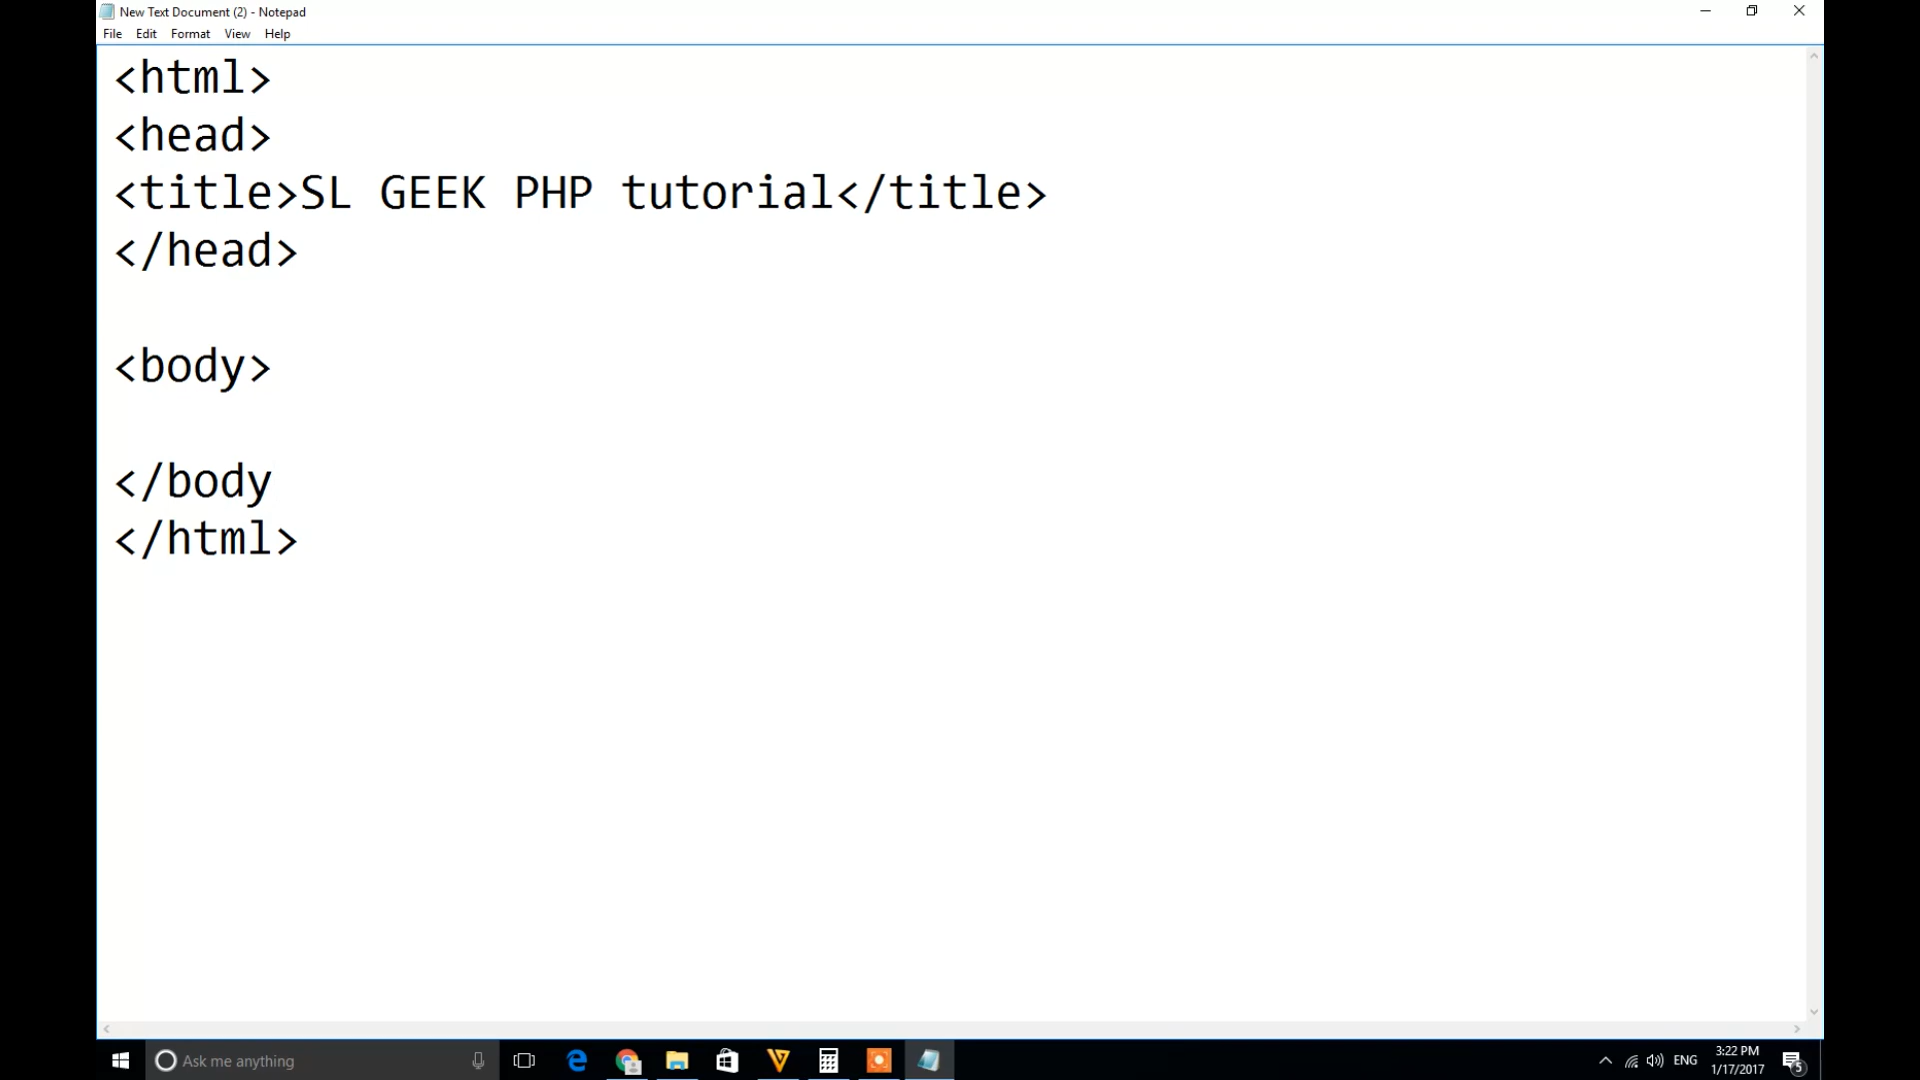 New Text Document (2) - Notepad
File Edit Format View Help
<html>
<head>
<title>SL GEEK PHP tutorial</title>
</head>
<body>
</body
</html>
Ask me anything
ENG
3:22 PM
1/17/2017
5